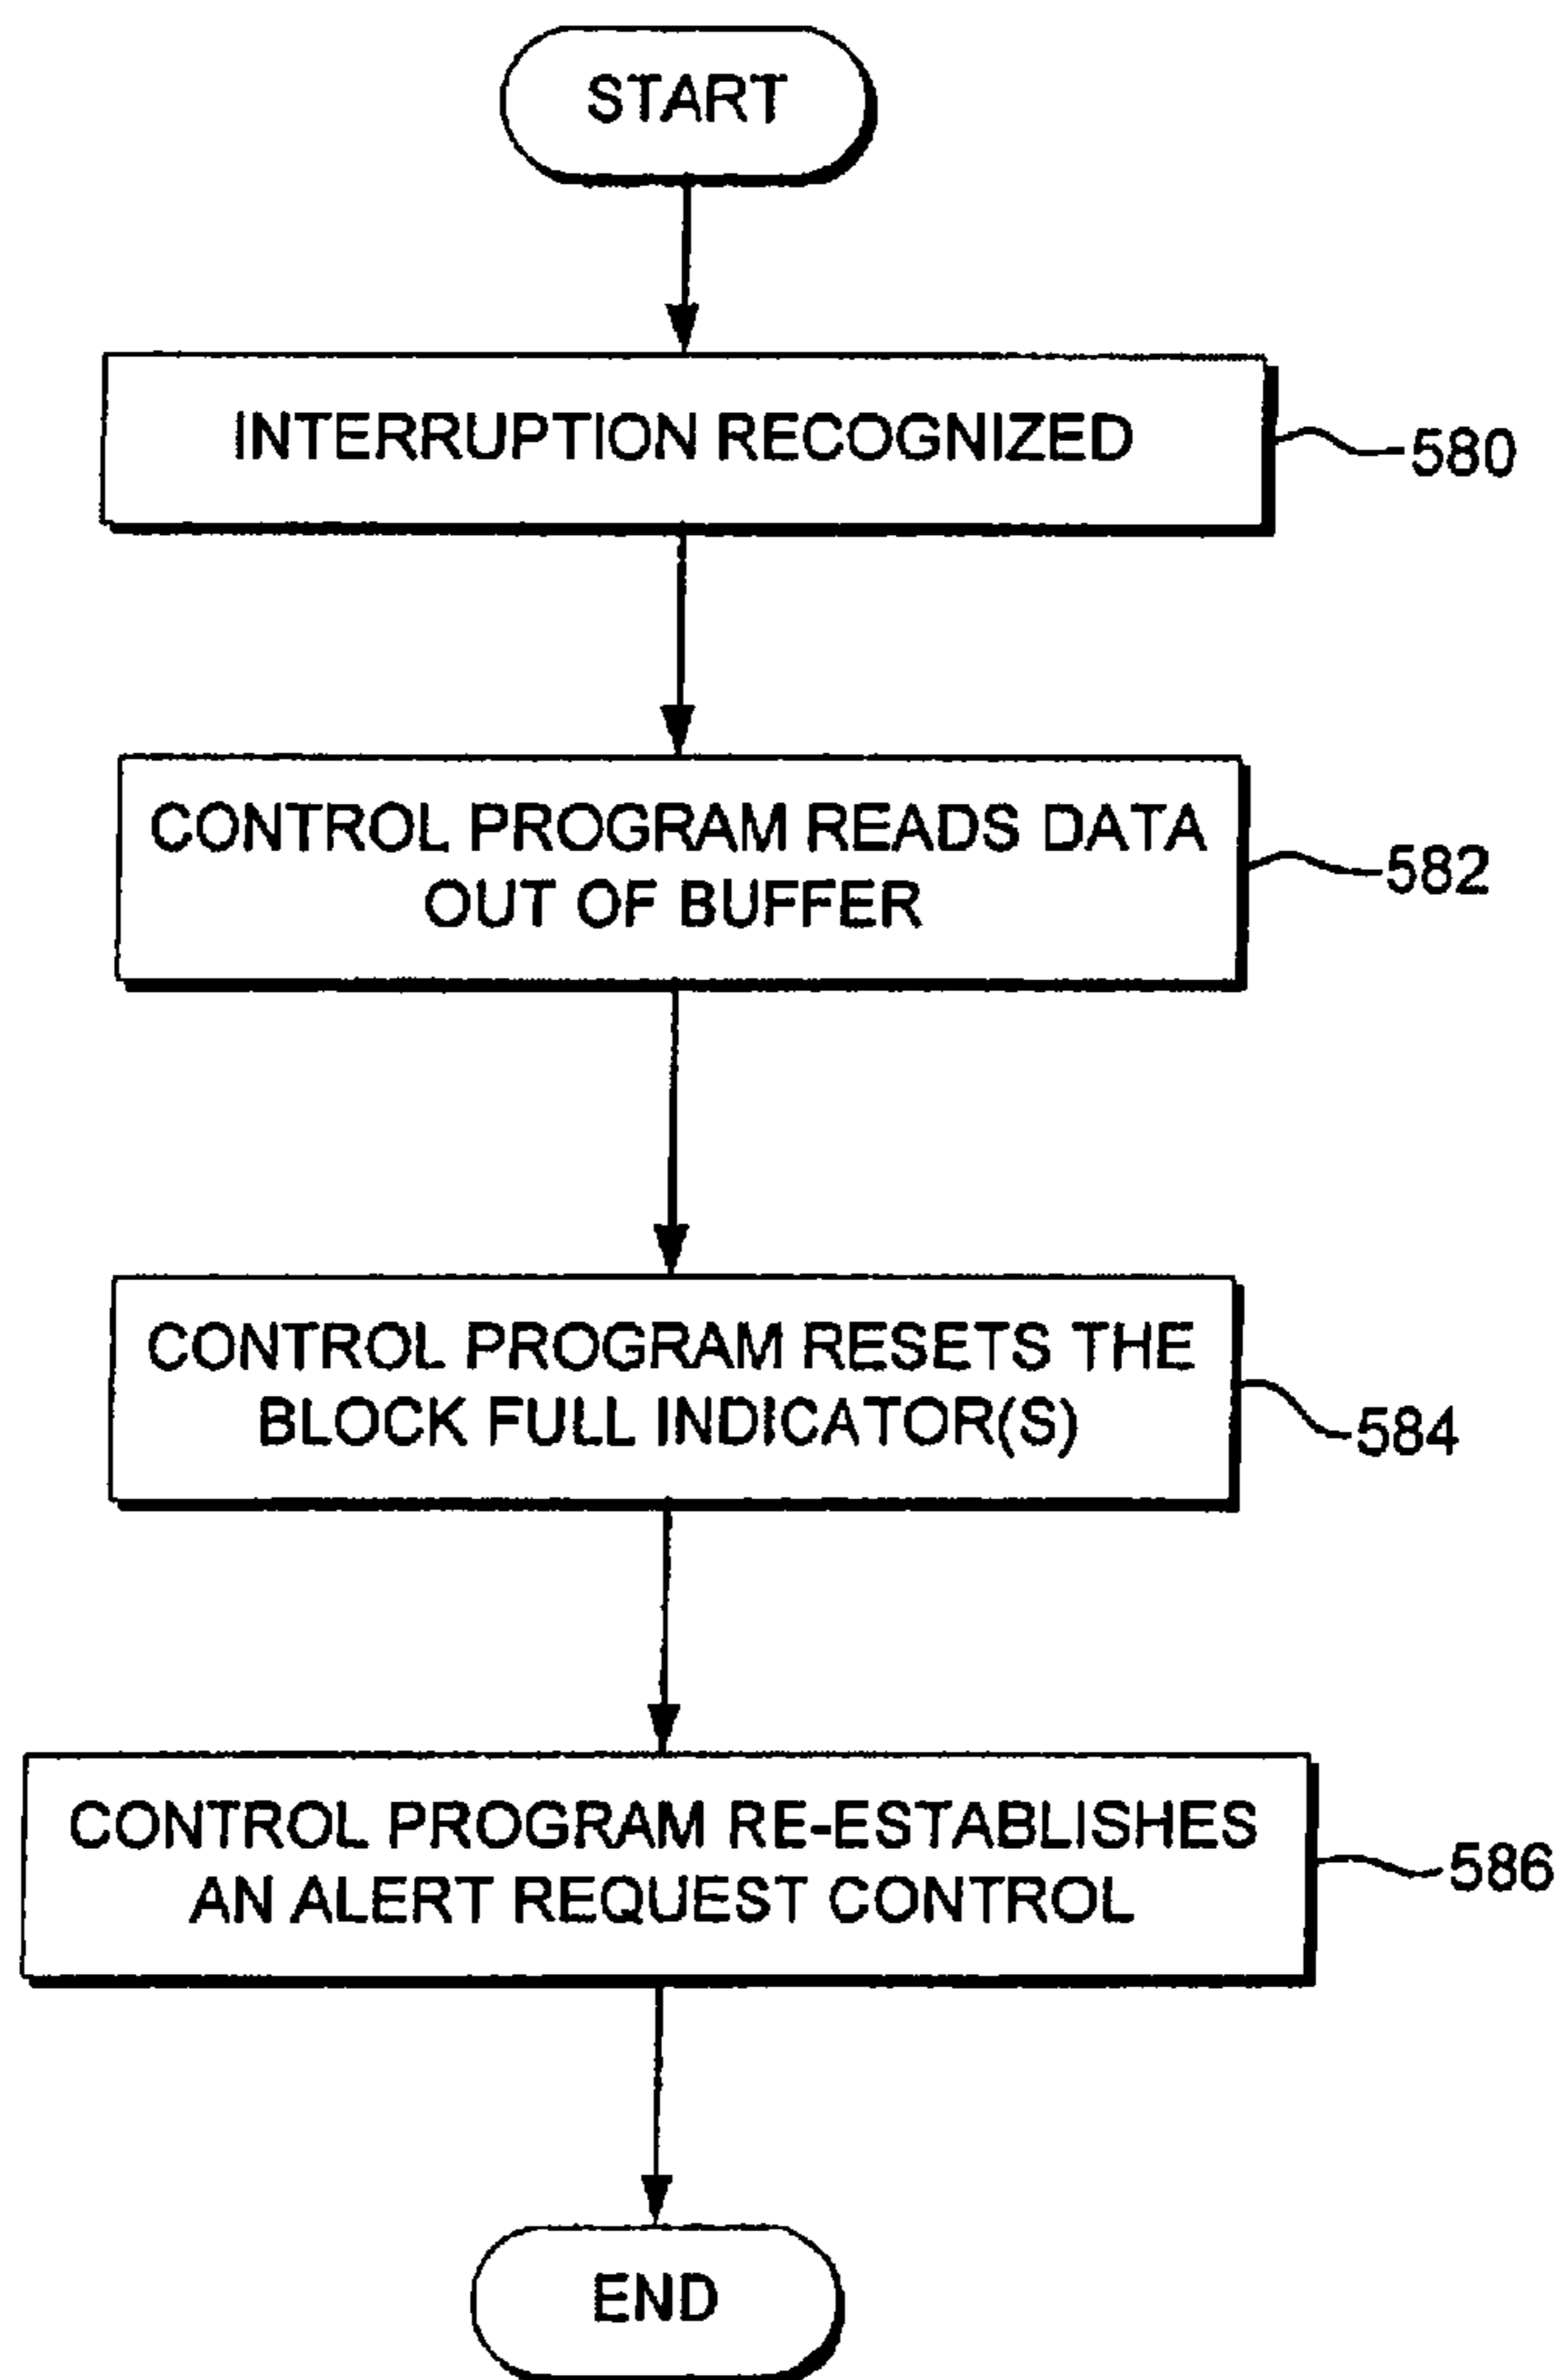 START
INTERRUPTION RECOGNIZED
580
CONTROL PROGRAM READS DATA
OUT OF BUFFER
582
CONTROL PROGRAM RESETS THE
BLOCK FULL INDICATOR(S)
584
CONTROL PROGRAM RE-ESTABLISHES
AN ALERT REQUEST CONTROL
586
END